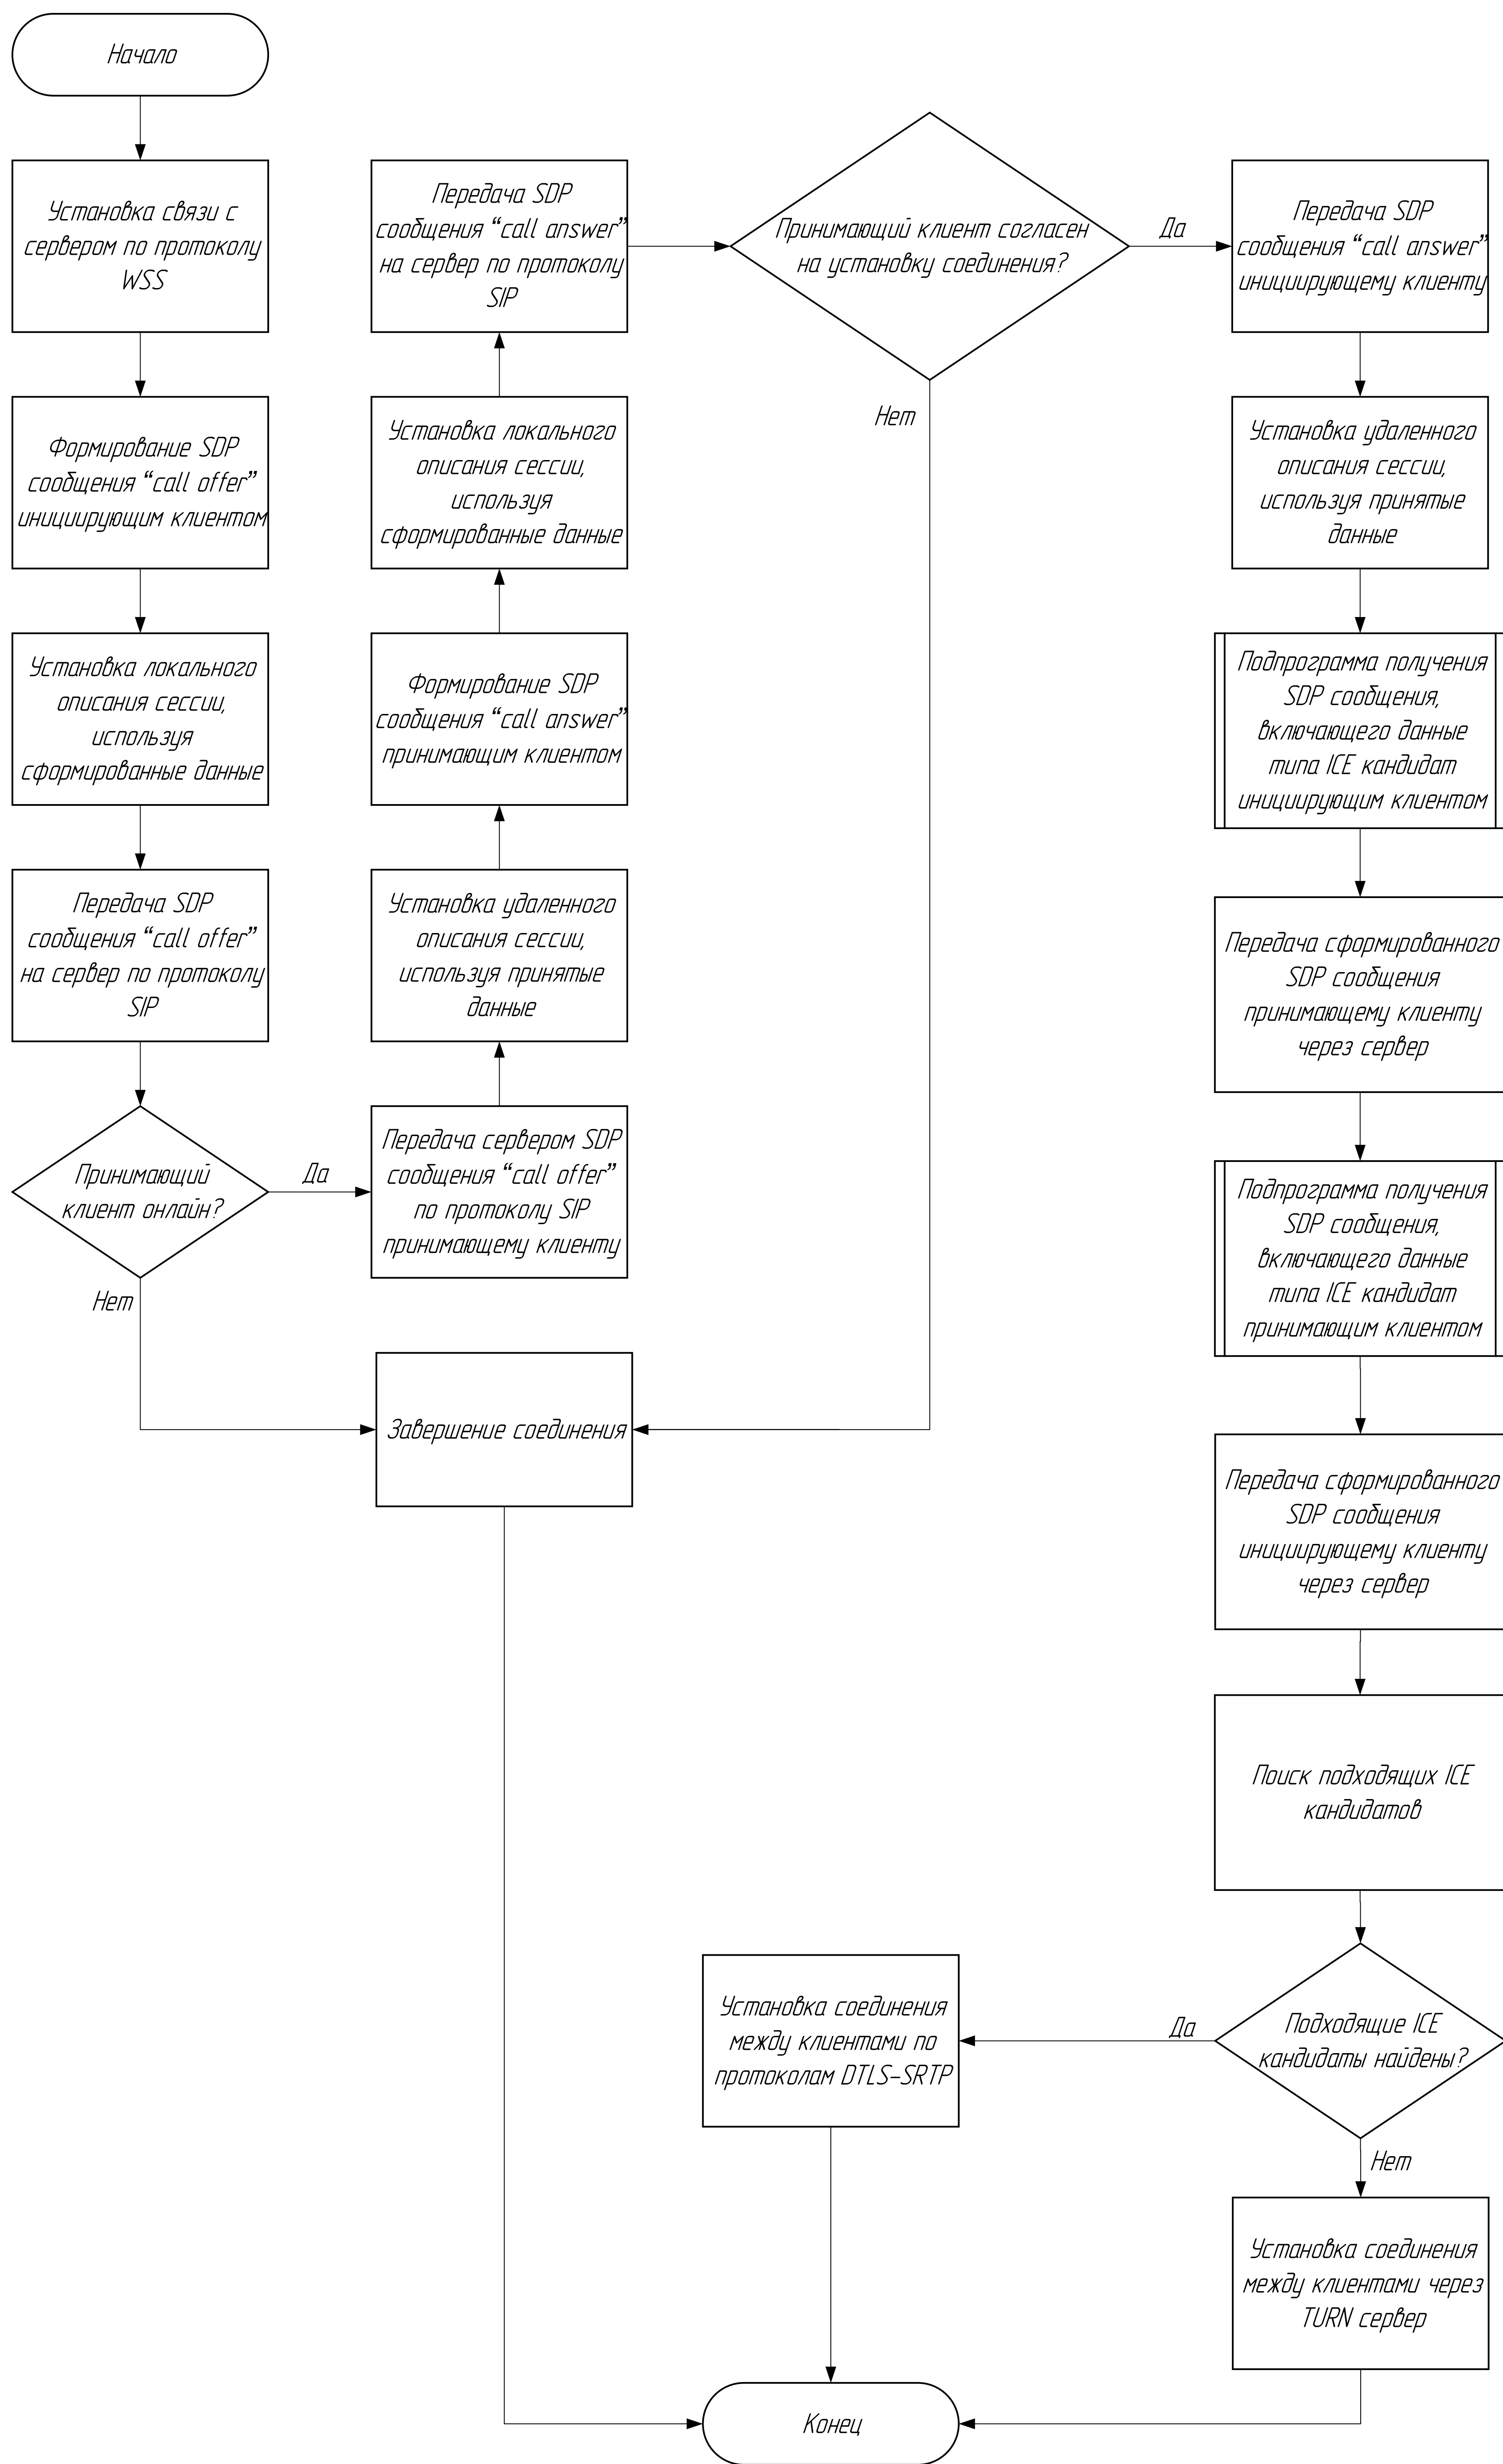 Начало
Установка связи с
сервером по протоколу
WSS
Формирование SDP
сообщения “call offer”
инициирующим клиентом
Установка локального
описания сессии,
используя
сформированные данные
Передача SDP
сообщения “call offer”
на сервер по протоколу
SIP
Принимающий
клиент онлайн?
Да
Нет
Передача сервером SDP
сообщения “call offer”
по протоколу SIP
принимающему клиенту
Установка удаленного
описания сессии,
используя принятые
данные
Формирование SDP
сообщения “call answer”
принимающим клиентом
Установка локального
описания сессии,
используя
сформированные данные
Передача SDP
сообщения “call answer”
на сервер по протоколу
SIP
Принимающий клиент согласен
на установку соединения?
Да
Нет
Завершение соединения
Передача SDP
сообщения “call answer”
инициирующему клиенту
Установка удаленного
описания сессии,
используя принятые
данные
Подпрограмма получения
SDP сообщения,
включающего данные
типа ICE кандидат
инициирующим клиентом
Передача сформированного
SDP сообщения
принимающему клиенту
через сервер
Подпрограмма получения
SDP сообщения,
включающего данные
типа ICE кандидат
принимающим клиентом
Передача сформированного
SDP сообщения
инициирующему клиенту
через сервер
Поиск подходящих ICE
кандидатов
Подходящие ICE
кандидаты найдены?
Да
Нет
Установка соединения
между клиентами по
протоколам DTLS-SRTP
Установка соединения
между клиентами через
TURN сервер
Конец